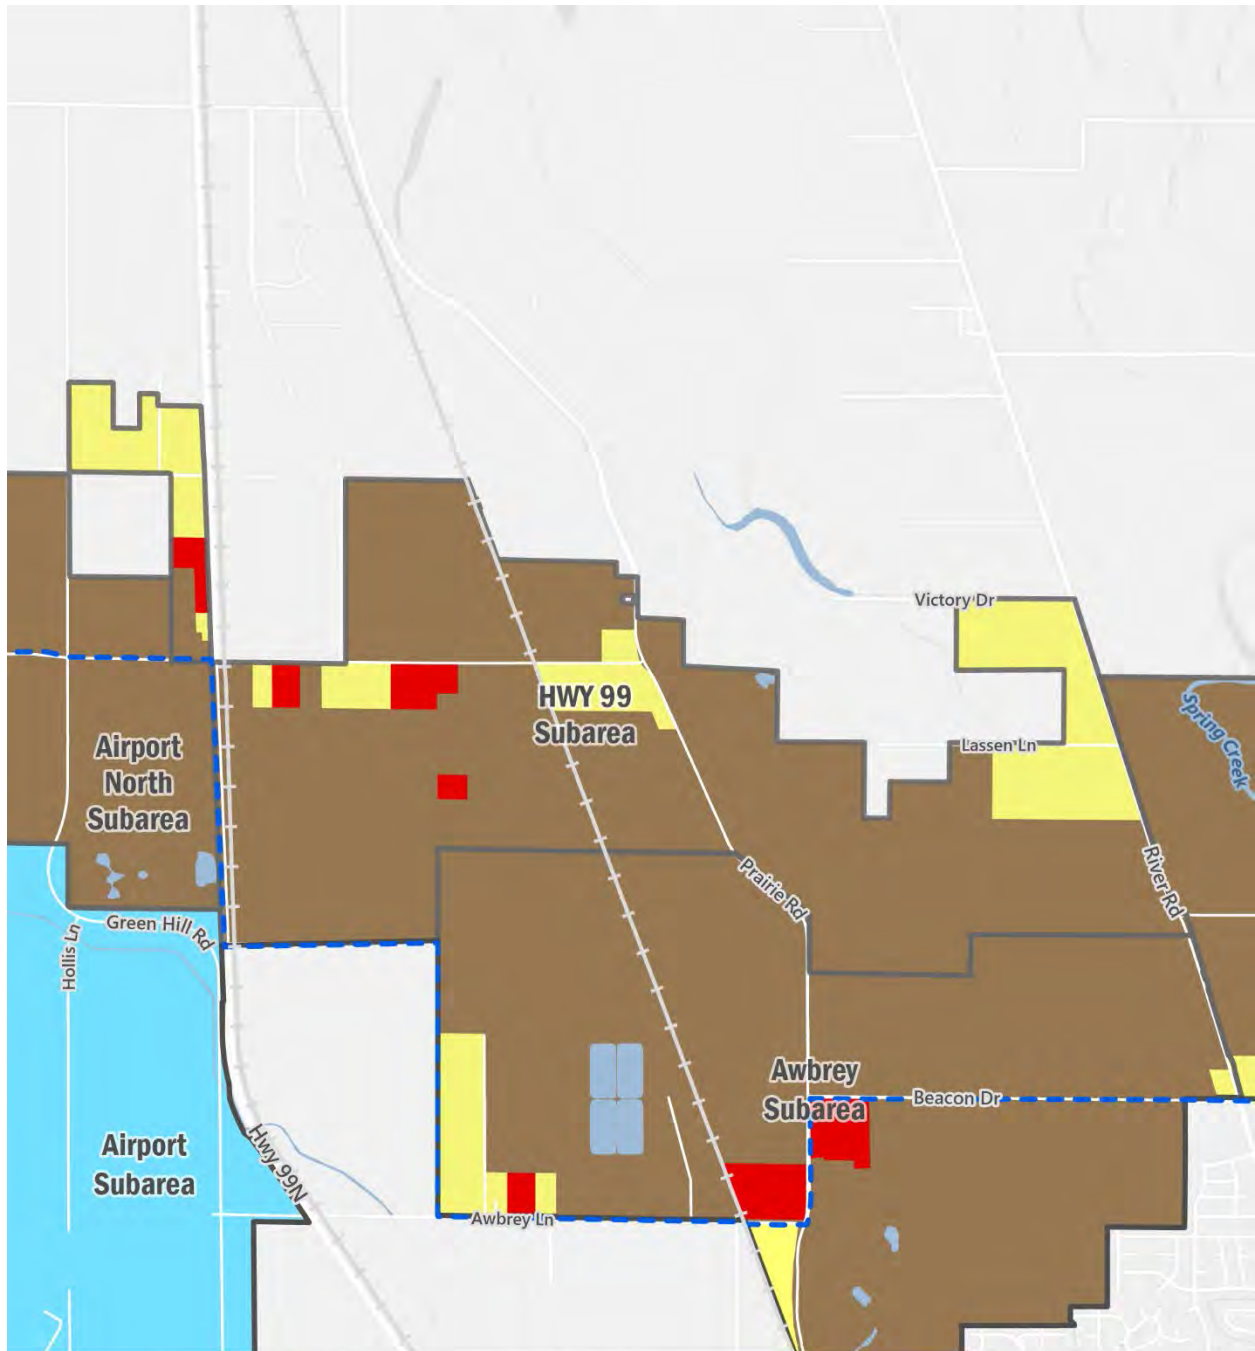 Victory Dr
HWY 99
Subarea
Spring Creek
Lassen Ln
Airport
North
Subarea
River Rd
Prairie Rd
Green Hill Rd
Hollis Ln
Awbrey
Subarea
Beacon Dr
Hwy 99N
Airport
Subarea
Awbrey Ln